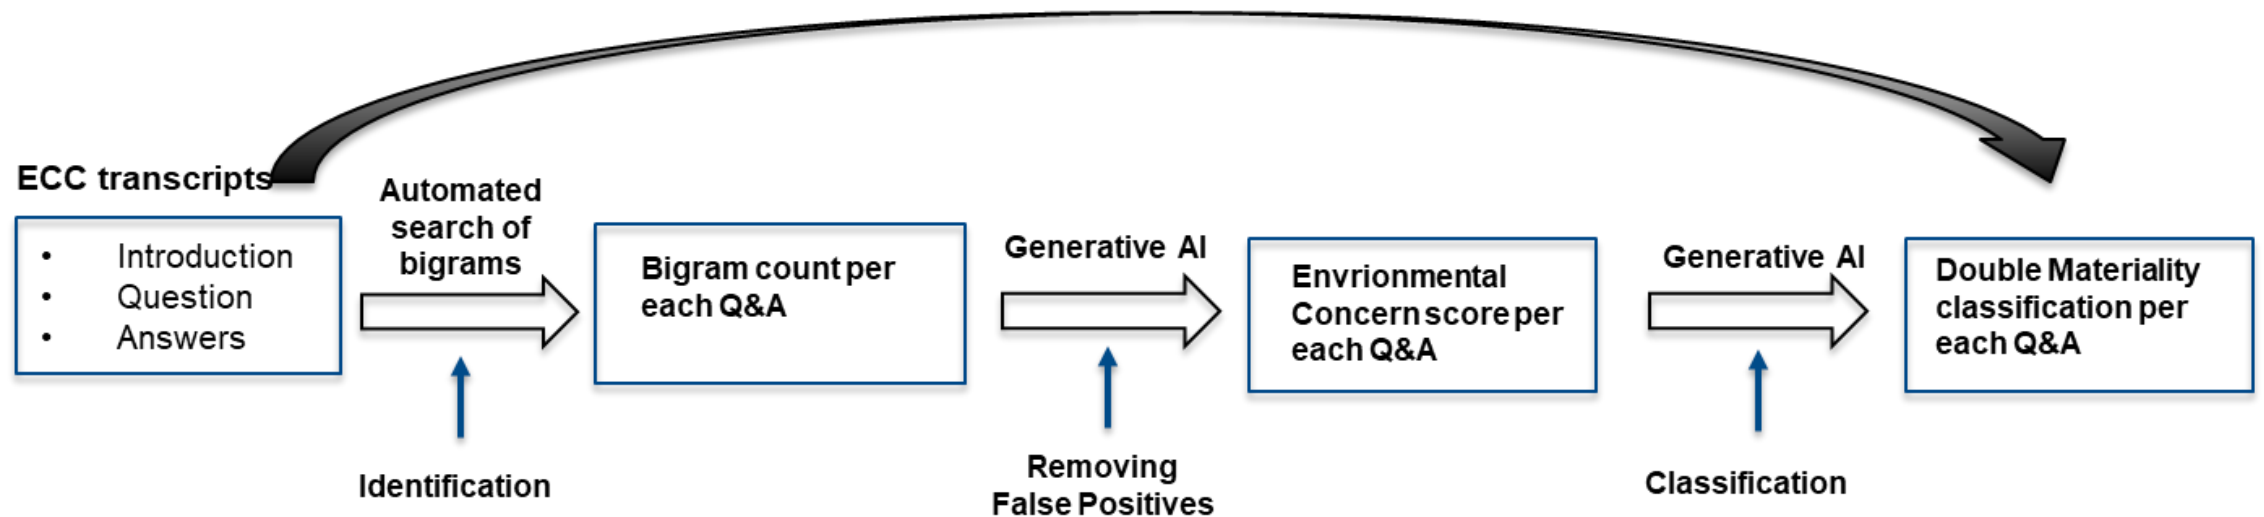 ECC transcripts
• Introduction
• Question
• Answers
Automated
search of
bigrams
Identification
Bigram count per
each Q&A
Generative AI
Removing
False Positives
Envrionmental
Concern score per
each Q&A
Generative AI
Classification
Double Materiality
classification per
each Q&A